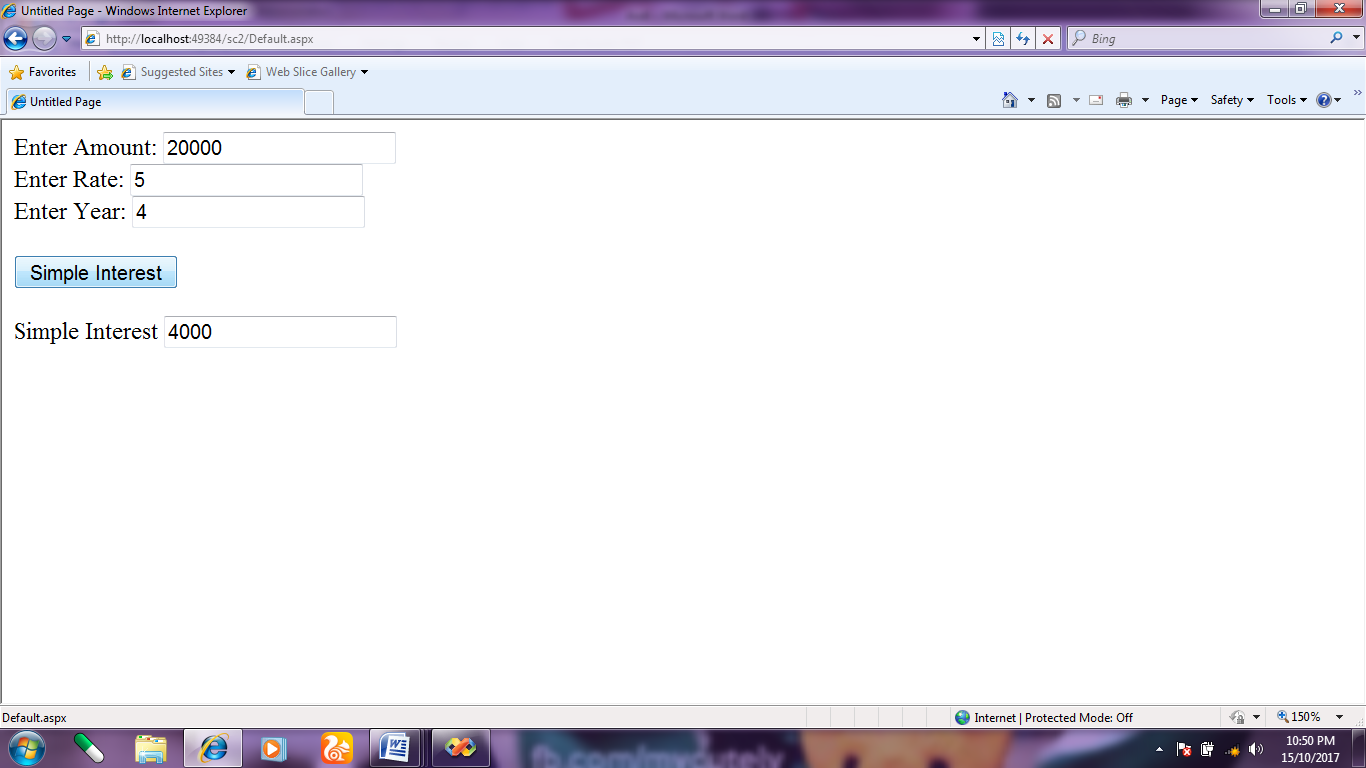 Untitled Page - Windows Internet Explorer
http://localhost:49384/sc2/Default.aspx
Bing
Favorites Suggested Sites Web Slice Gallery
Untitled Page
Page Safety Tools
Enter Amount: 20000
Enter Rate: 5
Enter Year: 4
Simple Interest
Simple Interest 4000
Default.aspx
Internet | Protected Mode: Off
150%
10:50 PM
15/10/2017